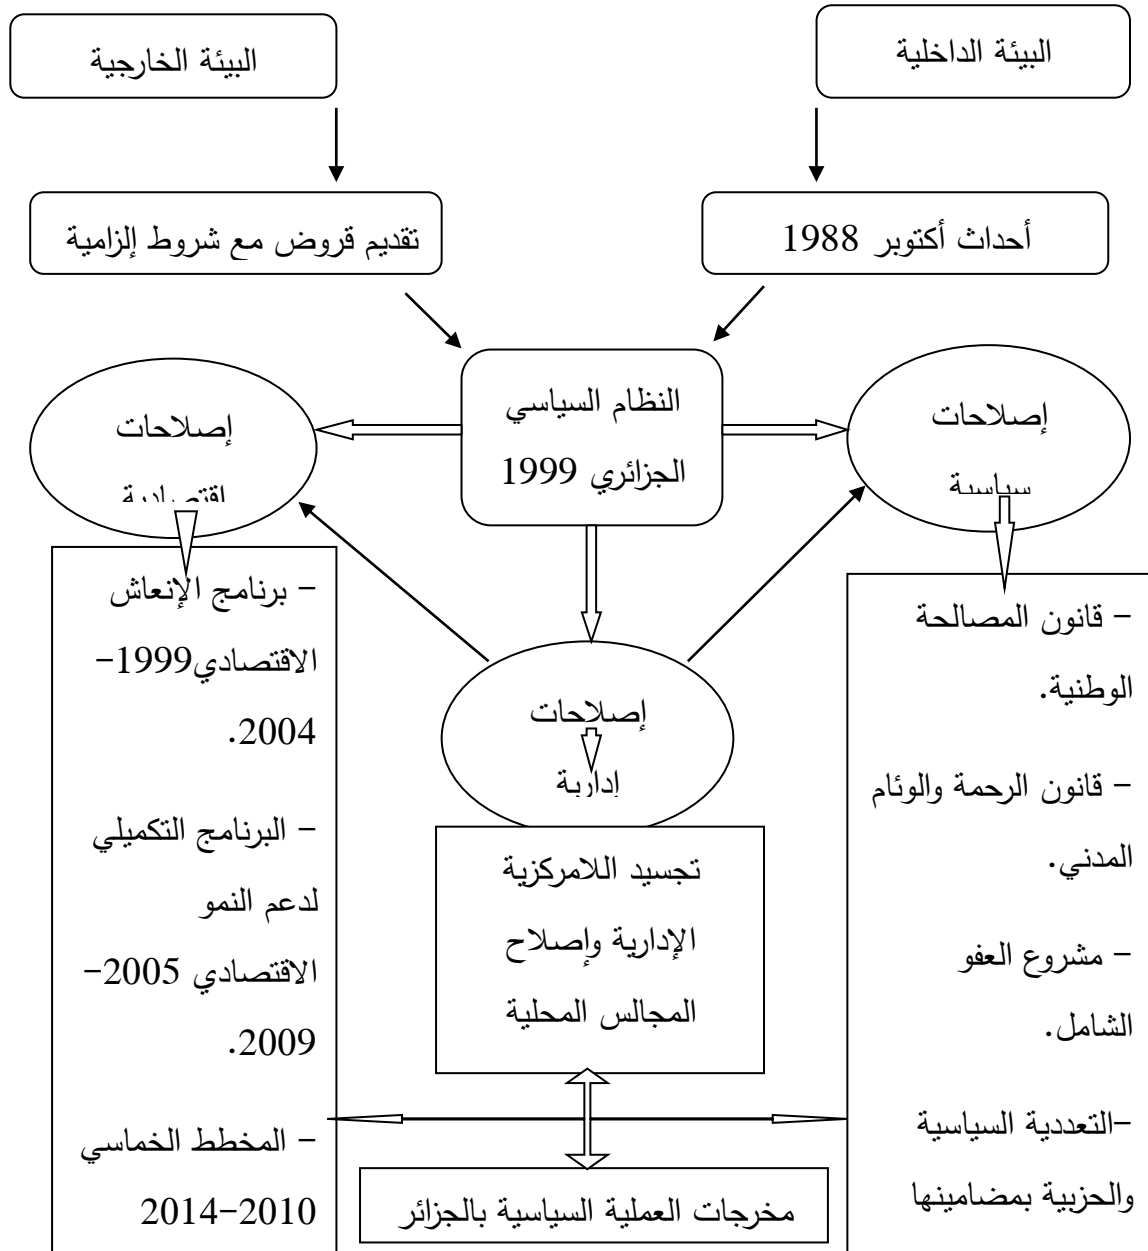 البيئة الداخلية
البيئة الخارجية
أحداث أكتوبر 1988
تقديم قروض مع شروط إلزامية
النظام السياسي
الجزائري 1999
إصلاحات
سياسية
إصلاحات
اقتصادية
إصلاحات
إدارية
– قانون المصالحة
الوطنية.
– قانون الرحمة والوئام
المدني.
– مشروع العفو
الشامل.
–التعددية السياسية
والحزبية بمضامينها
تجسيد اللامركزية
الإدارية وإصلاح
المجالس المحلية
– برنامج الإنعاش
الاقتصادي1999–
2004.
– البرنامج التكميلي
لدعم النمو
الاقتصادي 2005–
2009.
– المخطط الخماسي
2010–2014
مخرجات العملية السياسية بالجزائر